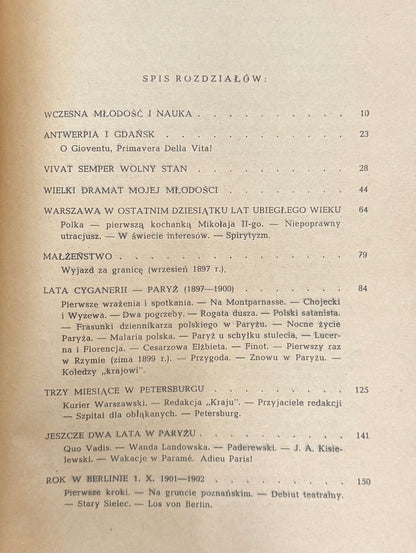 SPIS ROZDZIAŁÓW:
WCZESNA MŁODOŚĆ I NAUKA . . . . . . . . . . 10
ANTWERPIA I GDAŃSK . . . . . . . . . . . . 23
O Gioventu, Primavera Della Vita!
VIVAT SEMPER WOLNY STAN . . . . . . . . . . 28
WIELKI DRAMAT MOJEJ MŁODOŚCI . . . . . . . . 44
WARSZAWA W OSTATNIM DZIESIĄTKU LAT UBIEGŁEGO WIEKU 64
Polka — pierwszą kochanką Mikołaja II-go. — Niepoprawny
utracjusz. — W świecie interesów. — Spirytyzm.
MAŁŻEŃSTWO . . . . . . . . . . . . . . 79
Wyjazd za granicę (wrzesień 1897 r.).
LATA CYGANERII — PARYŻ (1897—1900) . . . . . . . 84
Pierwsze wrażenia i spotkania. — Na Montparnasse. — Chojecki
i Wyzewa. — Dwa pogrzeby. — Rogata dusza. — Polski satanista.
— Frasunki dziennikarza polskiego w Paryżu. — Nocne życie
Paryża. — Malaria polska. — Paryż u schyłku stulecia, — Lucer-
na i Florencja. — Cesarzowa Elżbieta. — Finot. — Pierwszy raz
w Rzymie (zima 1899 r.). — Przygoda. — Znowu w Paryżu. —
Koledzy „krajowi".
TRZY MIESIĄCE W PETERSBURGU . . . . . . . . 125
Kurier Warszawski. — Redakcja „Kraju". — Przyjaciele redakcji
— Szpital dla obłąkanych. — Petersburg.
JESZCZE DWA LATA W PARYŻU . . . . . . . . . 141
Quo Vadis. — Wanda Landowska. — Paderewski. — J. A. Kisie-
lewski. — Wakacje w Paramé. Adieu Paris!
ROK W BERLINIE 1. X. 1901—1902 . . . . . . . . 150
Pierwsze kroki. — Na gruncie poznańskim. — Debiut teatralny.
— Stary Sielec. — Los von Berlin.